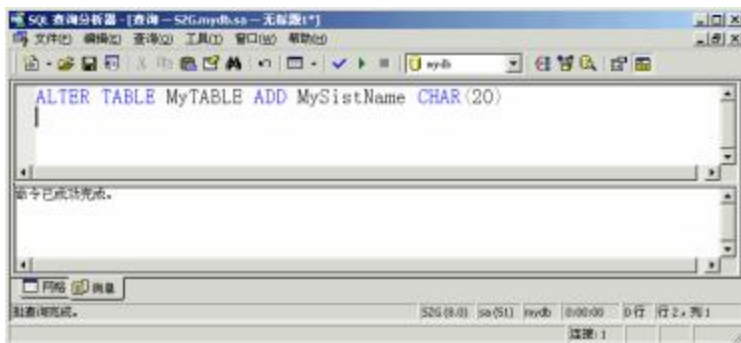 SQL 查询分析器 - [查询 — S2G.mydb.sa — 无标题1*]
文件(F) 编辑(E) 查询(Q) 工具(T) 窗口(W) 帮助(H)
mydb
ALTER TABLE MyTABLE ADD MySistName CHAR(20)
命令已成功完成。
网格 消息
批查询完成。 S2G (8.0) sa (51) mydb 0:00:00 0 行 行 2, 列 1
连接: 1